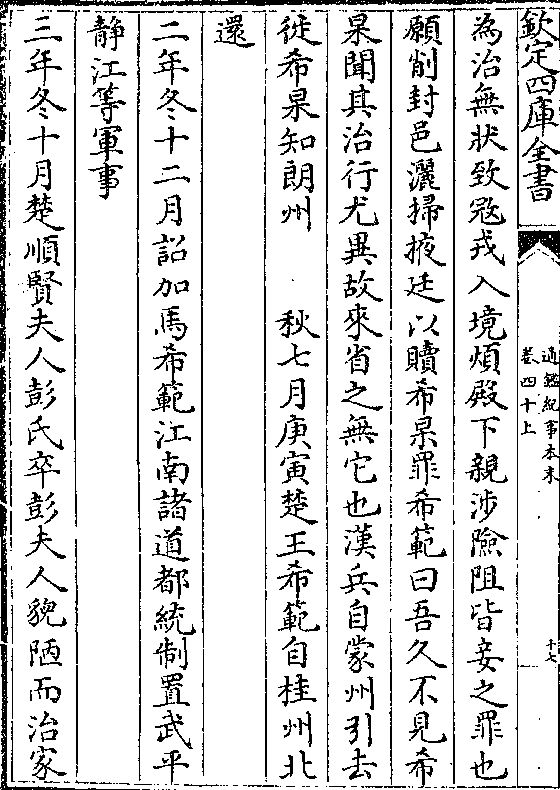 欽定四庫全書
通鑑紀事本末
卷四十上
十七
為治無狀致冦戎入境煩殿下親涉險阻皆妾之罪也
願削封邑灑掃掖廷以贖希杲罪希範曰吾久不見希
杲聞其治行尤異故來省之無它也漢兵自蒙州引去
徙希杲知朗州 秋七月庚寅楚王希範自桂州北
還
二年冬十二月詔加馬希範江南諸道都統制置武平
静江等軍事
三年冬十月楚順賢夫人彭氏卒彭夫人貌陋而治家